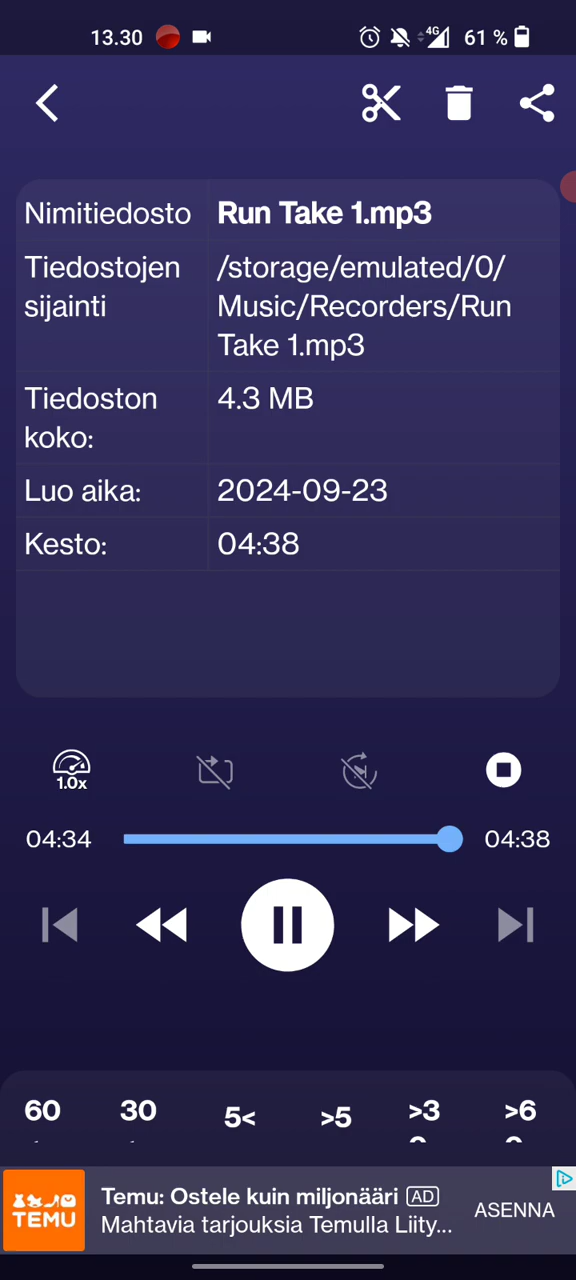 13.30 4G 61 %
Nimitiedosto Run Take 1.mp3
Tiedostojen sijainti /storage/emulated/0/
Music/Recorders/Run
Take 1.mp3
Tiedoston koko: 4.3 MB
Luo aika: 2024-09-23
Kesto: 04:38
1.0x
04:34 04:38
60 30 5< >5 >3 >6
TEMU
Temu: Ostele kuin miljonääri AD
Mahtavia tarjouksia Temulla Liity...
ASENNA